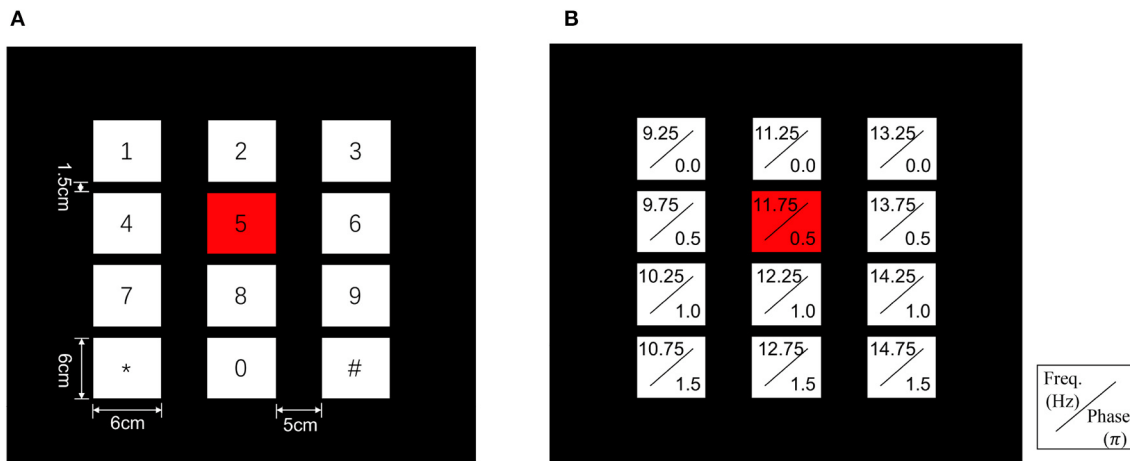 A
1 2 3
1.5cm
4 5 6
7 8 9
6cm
* 0 #
6cm
5cm
B
9.25 11.25 13.25
0.0 0.0 0.0
9.75 11.75 13.75
0.5 0.5 0.5
10.25 12.25 14.25
1.0 1.0 1.0
10.75 12.75 14.75
1.5 1.5 1.5
Freq.
(Hz)
Phase
(π)